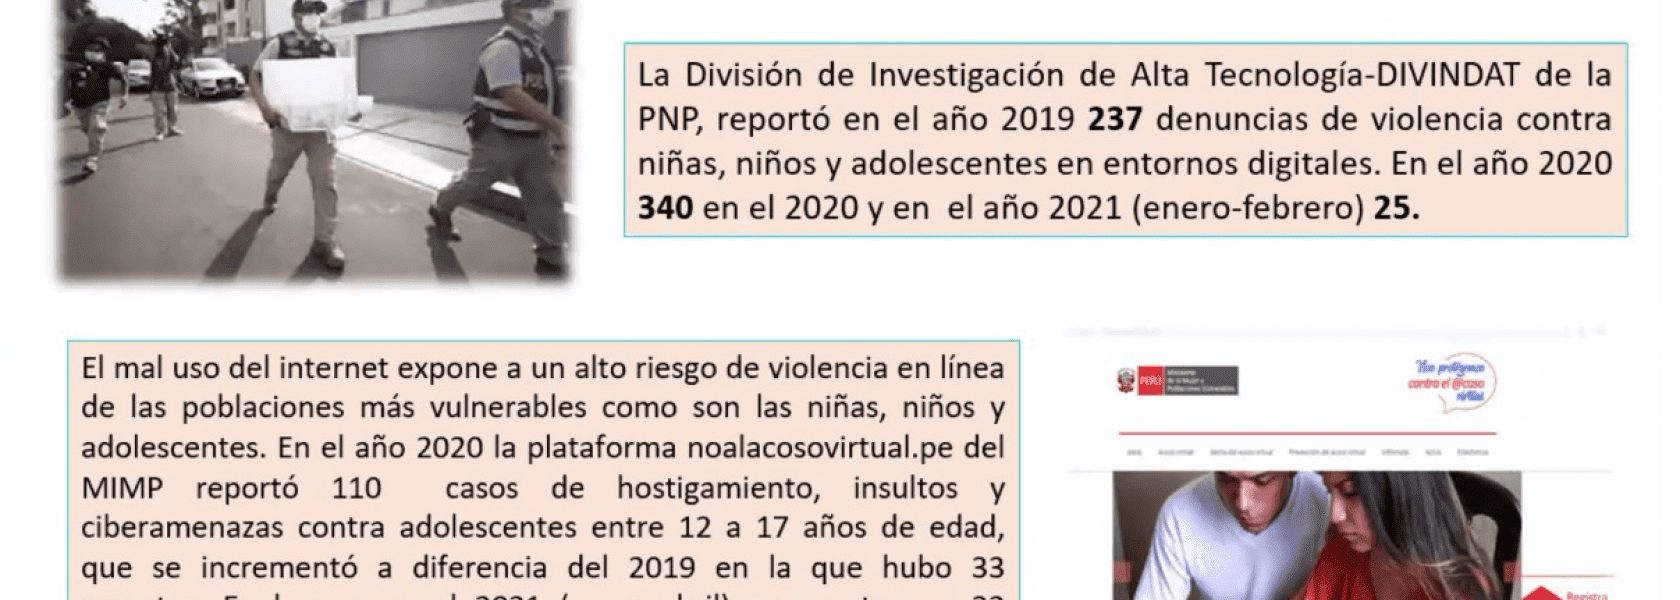 La División de Investigación de Alta Tecnología-DIVINDAT de la
PNP, reportó en el año 2019 237 denuncias de violencia contra
niñas, niños y adolescentes en entornos digitales. En el año 2020
340 en el 2020 y en  el año 2021 (enero-febrero) 25.
El mal uso del internet expone a un alto riesgo de violencia en línea
de las poblaciones más vulnerables como son las niñas, niños y
adolescentes. En el año 2020 la plataforma noalacosovirtual.pe del
MIMP reportó 110 casos de hostigamiento, insultos y
ciberamenazas contra adolescentes entre 12 a 17 años de edad,
que se incrementó a diferencia del 2019 en la que hubo 33
PERÚ
Ministerio
de la Mujer y
Poblaciones Vulnerables
contra el @coso
virtual
Registra